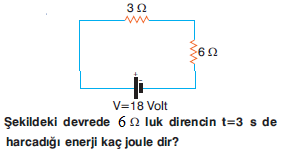 3 Ω
6 Ω
+ -
V=18 Volt
Şekildeki devrede 6 Ω luk direncin t=3 s de
harcadığı enerji kaç joule dir?